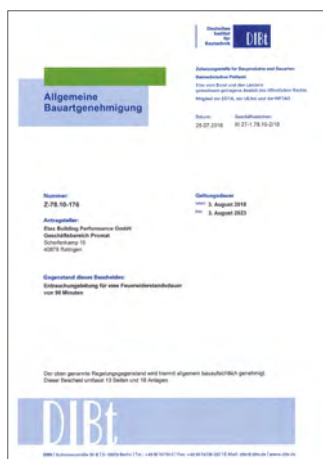 Deutsches
Institut
für
Bautechnik
DIBt
Zulassungsstelle für Bauprodukte und Bauarten
Bautechnisches Prüfamt
Eine vom Bund und den Ländern
gemeinsam getragene Anstalt des öffentlichen Rechts
Mitglied der EOTA, der UEAtc und der WFTAO
Allgemeine
Bauartgenehmigung
Datum:
Geschäftszeichen:
25.07.2018
III 27-1.78.10-2/18
Nummer:
Z-78.10-176
Geltungsdauer
vom: 3. August 2018
bis: 3. August 2023
Antragsteller:
Etex Building Performance GmbH
Geschäftsbereich Promat
Scheifenkamp 16
40878 Ratingen
Gegenstand dieses Bescheides:
Entrauchungsleitung für eine Feuerwiderstandsdauer
von 90 Minuten
Der oben genannte Regelungsgegenstand wird hiermit allgemein bauaufsichtlich genehmigt.
Dieser Bescheid umfasst 13 Seiten und 18 Anlagen.
DIBt